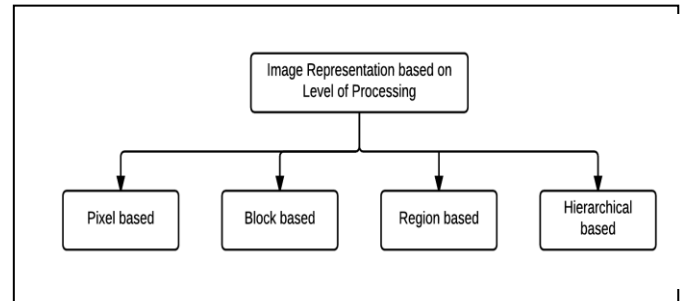 Image Representation based on
Level of Processing
Pixel based
Block based
Region based
Hierarchical
based